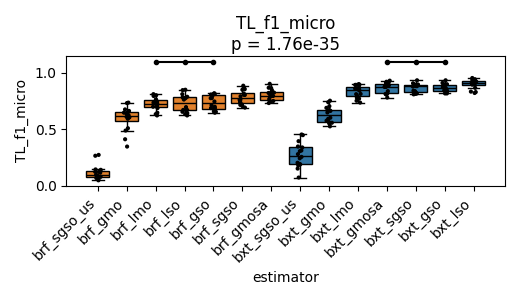 TL_f1_micro
p = 1.76e-35
TL_f1_micro
1.0
0.5
0.0
brf_sgso_us
brf_gmo
brf_lmo
brf_lso
brf_gso
brf_sgso
brf_gmosa
bxt_sgso_us
bxt_gmo
bxt_lmo
bxt_gmosa
bxt_sgso
bxt_gso
bxt_lso
estimator